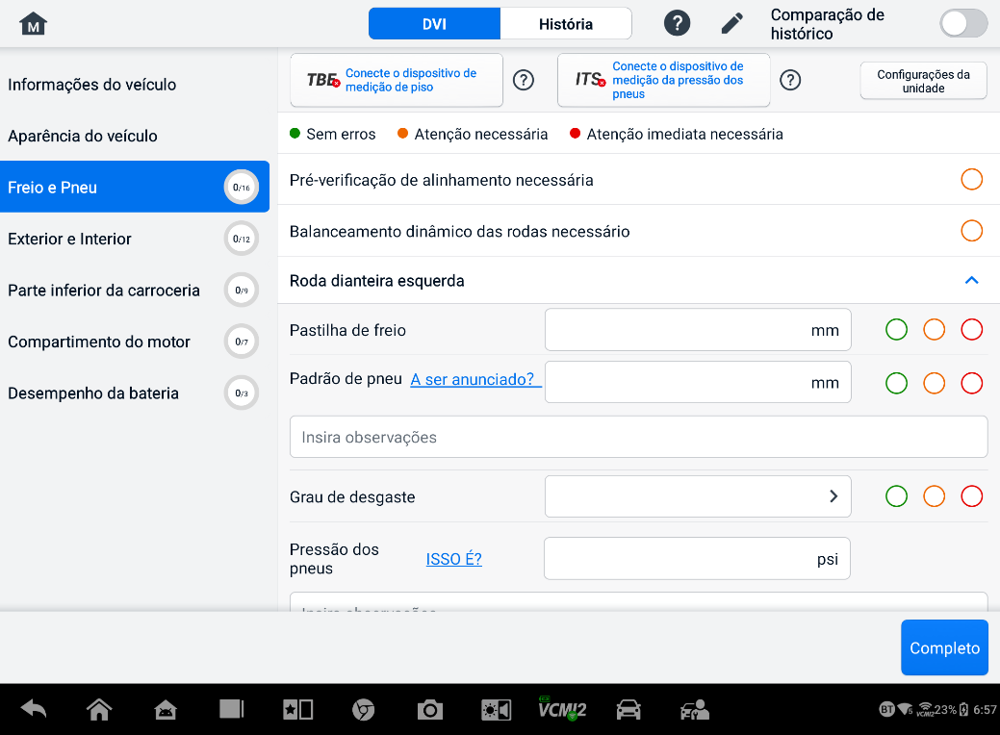 M
DVI
História
?
Comparação de
histórico
Informações do veículo
Aparência do veículo
Freio e Pneu
0/16
Exterior e Interior
0/12
Parte inferior da carroceria
0/9
Compartimento do motor
0/7
Desempenho da bateria
0/3
TBE
Conecte o dispositivo de
medição de piso
?
ITS
Conecte o dispositivo de
medição da pressão dos
pneus
?
Configurações da
unidade
Sem erros
Atenção necessária
Atenção imediata necessária
Pré-verificação de alinhamento necessária
Balanceamento dinâmico das rodas necessário
Roda dianteira esquerda
Pastilha de freio
mm
Padrão de pneu
A ser anunciado?
mm
Insira observações
Grau de desgaste
Pressão dos
pneus
ISSO É?
psi
Insira observações
Completo
VCMI2
BT
VCMI2
23%
6:57